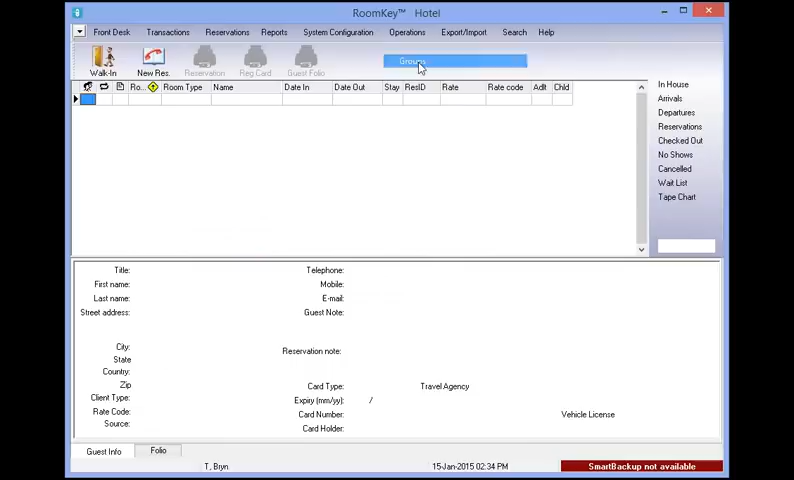 RoomKey™ Hotel
Front Desk Transactions Reservations Reports System Configuration Operations Export/Import Search Help
Groups
Walk-In New Res. Reservation Reg Card Guest Folio
Ro... Room Type Name Date In Date Out Stay ResID Rate Rate code Adlt Chld
In House
Arrivals
Departures
Reservations
Checked Out
No Shows
Cancelled
Wait List
Tape Chart
Title: Telephone:
First name: Mobile:
Last name: E-mail:
Street address: Guest Note:
City:
Reservation note:
State
Country:
Zip Card Type: Travel Agency
Client Type: Expiry (mm/yy): /
Rate Code: Card Number: Vehicle License
Source: Card Holder:
Guest Info Folio
T, Bryn 15-Jan-2015 02:34 PM SmartBackup not available